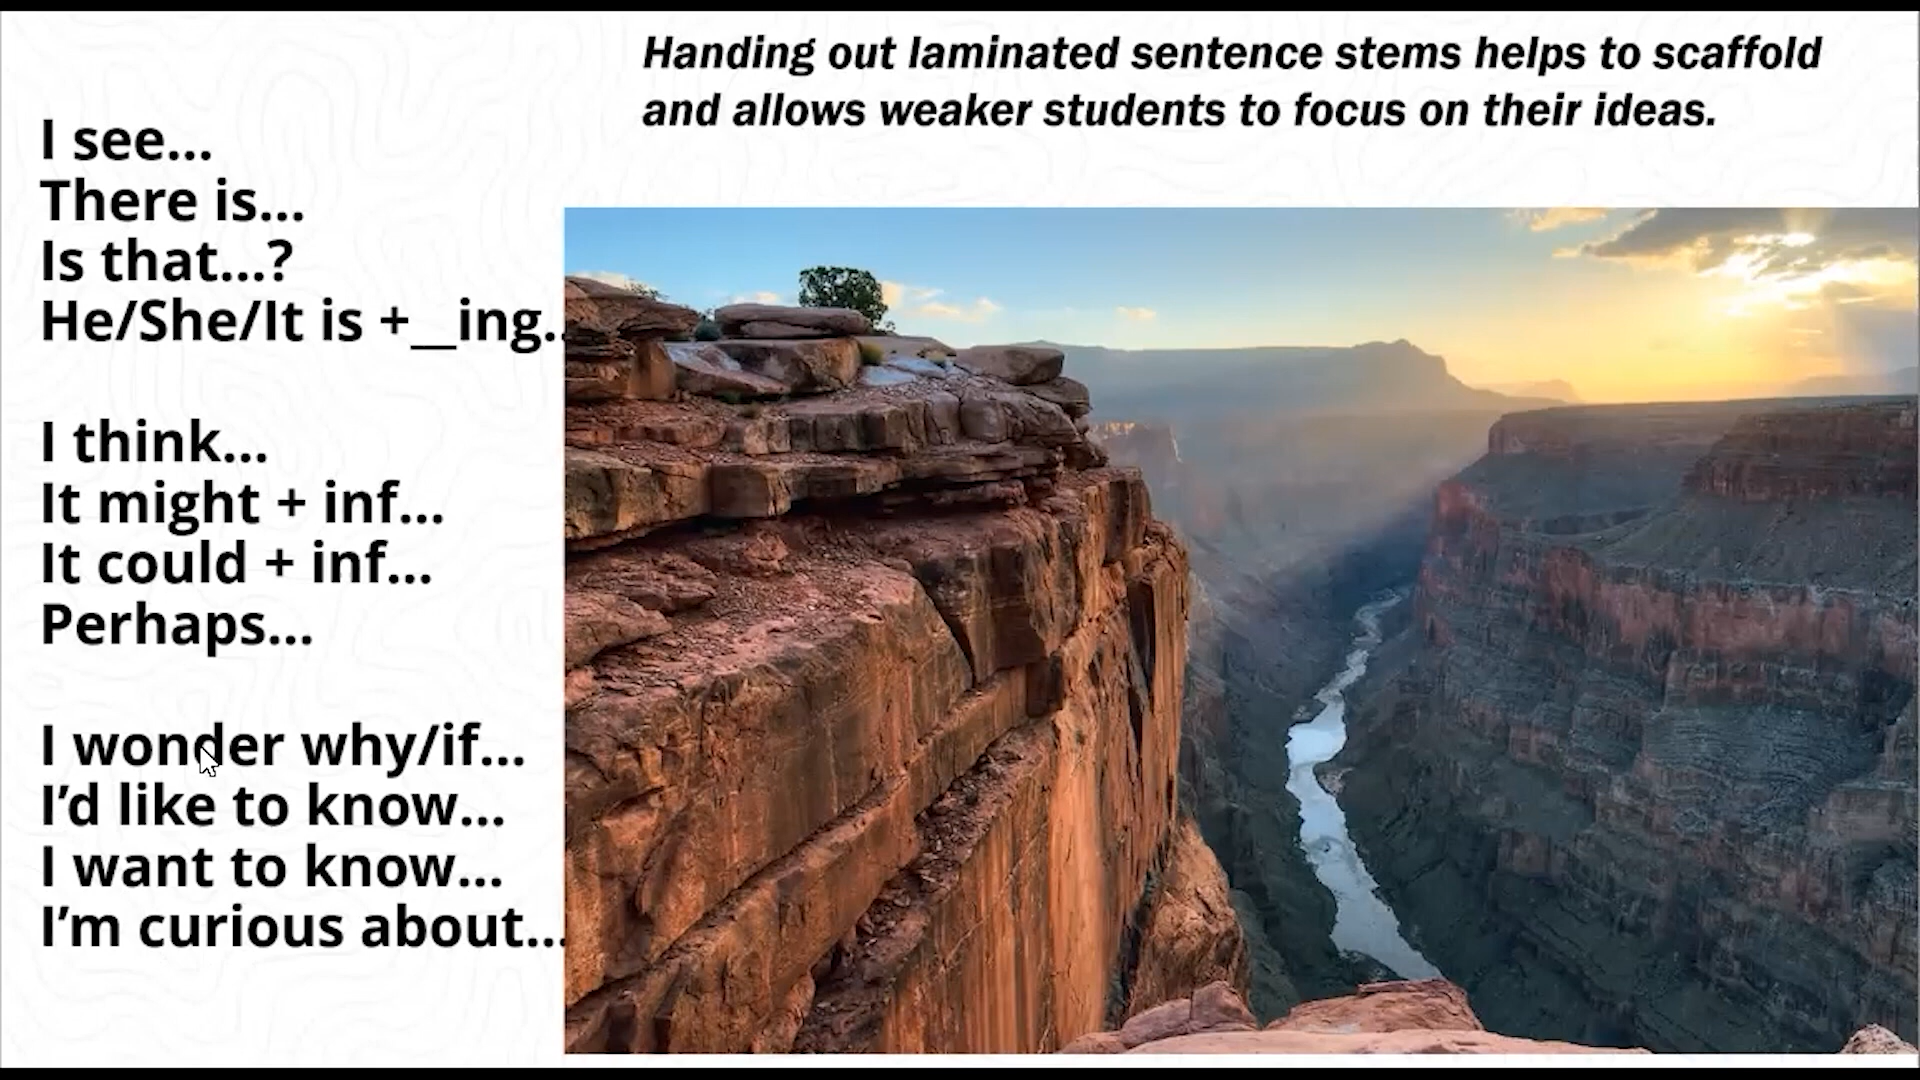 Handing out laminated sentence stems helps to scaffold
and allows weaker students to focus on their ideas.
I see...
There is...
Is that...?
He/She/It is +__ing..
I think...
It might + inf...
It could + inf...
Perhaps...
I wonder why/if...
I'd like to know...
I want to know...
I'm curious about...